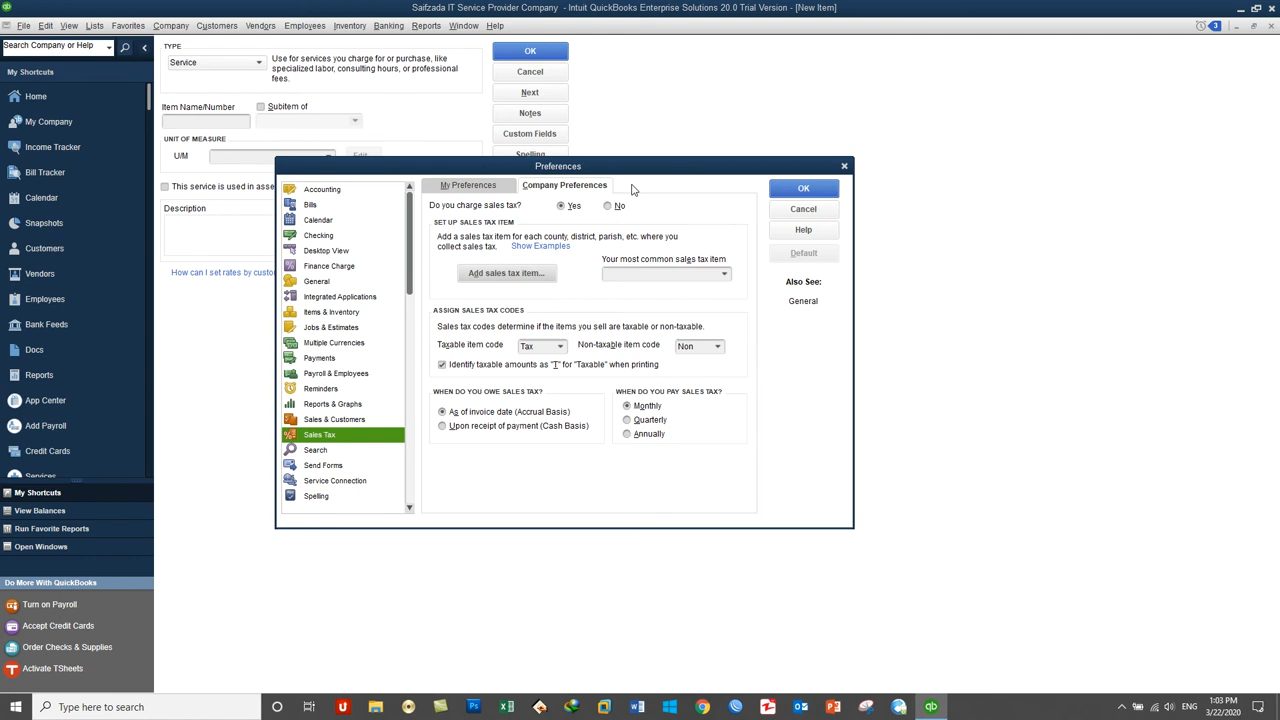 Saifzada IT Service Provider Company - Intuit QuickBooks Enterprise Solutions 20.0 Trial Version - [New Item]
File Edit View Lists Favorites Company Customers Vendors Employees Inventory Banking Reports Window Help 3
Search Company or Help
My Shortcuts
Home
My Company
Income Tracker
Bill Tracker
Calendar
Snapshots
Customers
Vendors
Employees
Bank Feeds
Docs
Reports
App Center
Add Payroll
Credit Cards
Services
My Shortcuts
View Balances
Run Favorite Reports
Open Windows
Do More With QuickBooks
Turn on Payroll
Accept Credit Cards
Order Checks & Supplies
Activate TSheets
TYPE
Service
Use for services you charge for or purchase, like
specialized labor, consulting hours, or professional
fees.
Item Name/Number
Subitem of
UNIT OF MEASURE
U/M
Edit...
This service is used in asse
Description
How can I set rates by custo
OK
Cancel
Next
Notes
Custom Fields
Spelling
Preferences
Accounting
Bills
Calendar
Checking
Desktop View
Finance Charge
General
Integrated Applications
Items & Inventory
Jobs & Estimates
Multiple Currencies
Payments
Payroll & Employees
Reminders
Reports & Graphs
Sales & Customers
Sales Tax
Search
Send Forms
Service Connection
Spelling
My Preferences
Company Preferences
Do you charge sales tax? Yes No
SET UP SALES TAX ITEM
Add a sales tax item for each county, district, parish, etc. where you
collect sales tax. Show Examples
Your most common sales tax item
Add sales tax item...
ASSIGN SALES TAX CODES
Sales tax codes determine if the items you sell are taxable or non-taxable.
Taxable item code Tax Non-taxable item code Non
Identify taxable amounts as "T" for "Taxable" when printing
WHEN DO YOU OWE SALES TAX?
As of invoice date (Accrual Basis)
Upon receipt of payment (Cash Basis)
WHEN DO YOU PAY SALES TAX?
Monthly
Quarterly
Annually
OK
Cancel
Help
Default
Also See:
General
Type here to search
ENG
1:03 PM
3/22/2020